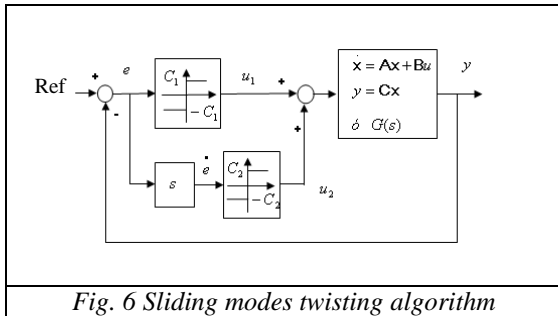 Ref
+
-
e
C₁
- C₁
u₁
+
+
ẋ = Ax + Bu
y = Cx
ó G(s)
y
s
ė
C₂
- C₂
u₂
Fig. 6 Sliding modes twisting algorithm